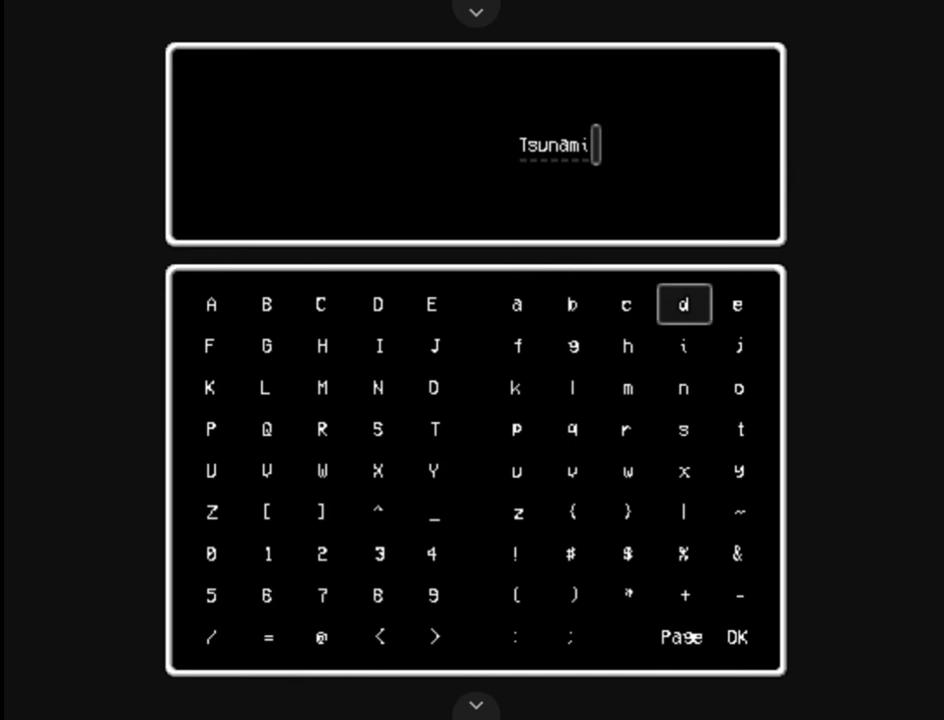 Tsunami
A B C D E a b c d e
F G H I J f g h i j
K L M N O k l m n o
P Q R S T p q r s t
U V W X Y u v w x y
Z [ ] ^ _ z { } | ~
0 1 2 3 4 ! # $ % &
5 6 7 8 9 ( ) * + -
/ = @ < > : ; Page OK